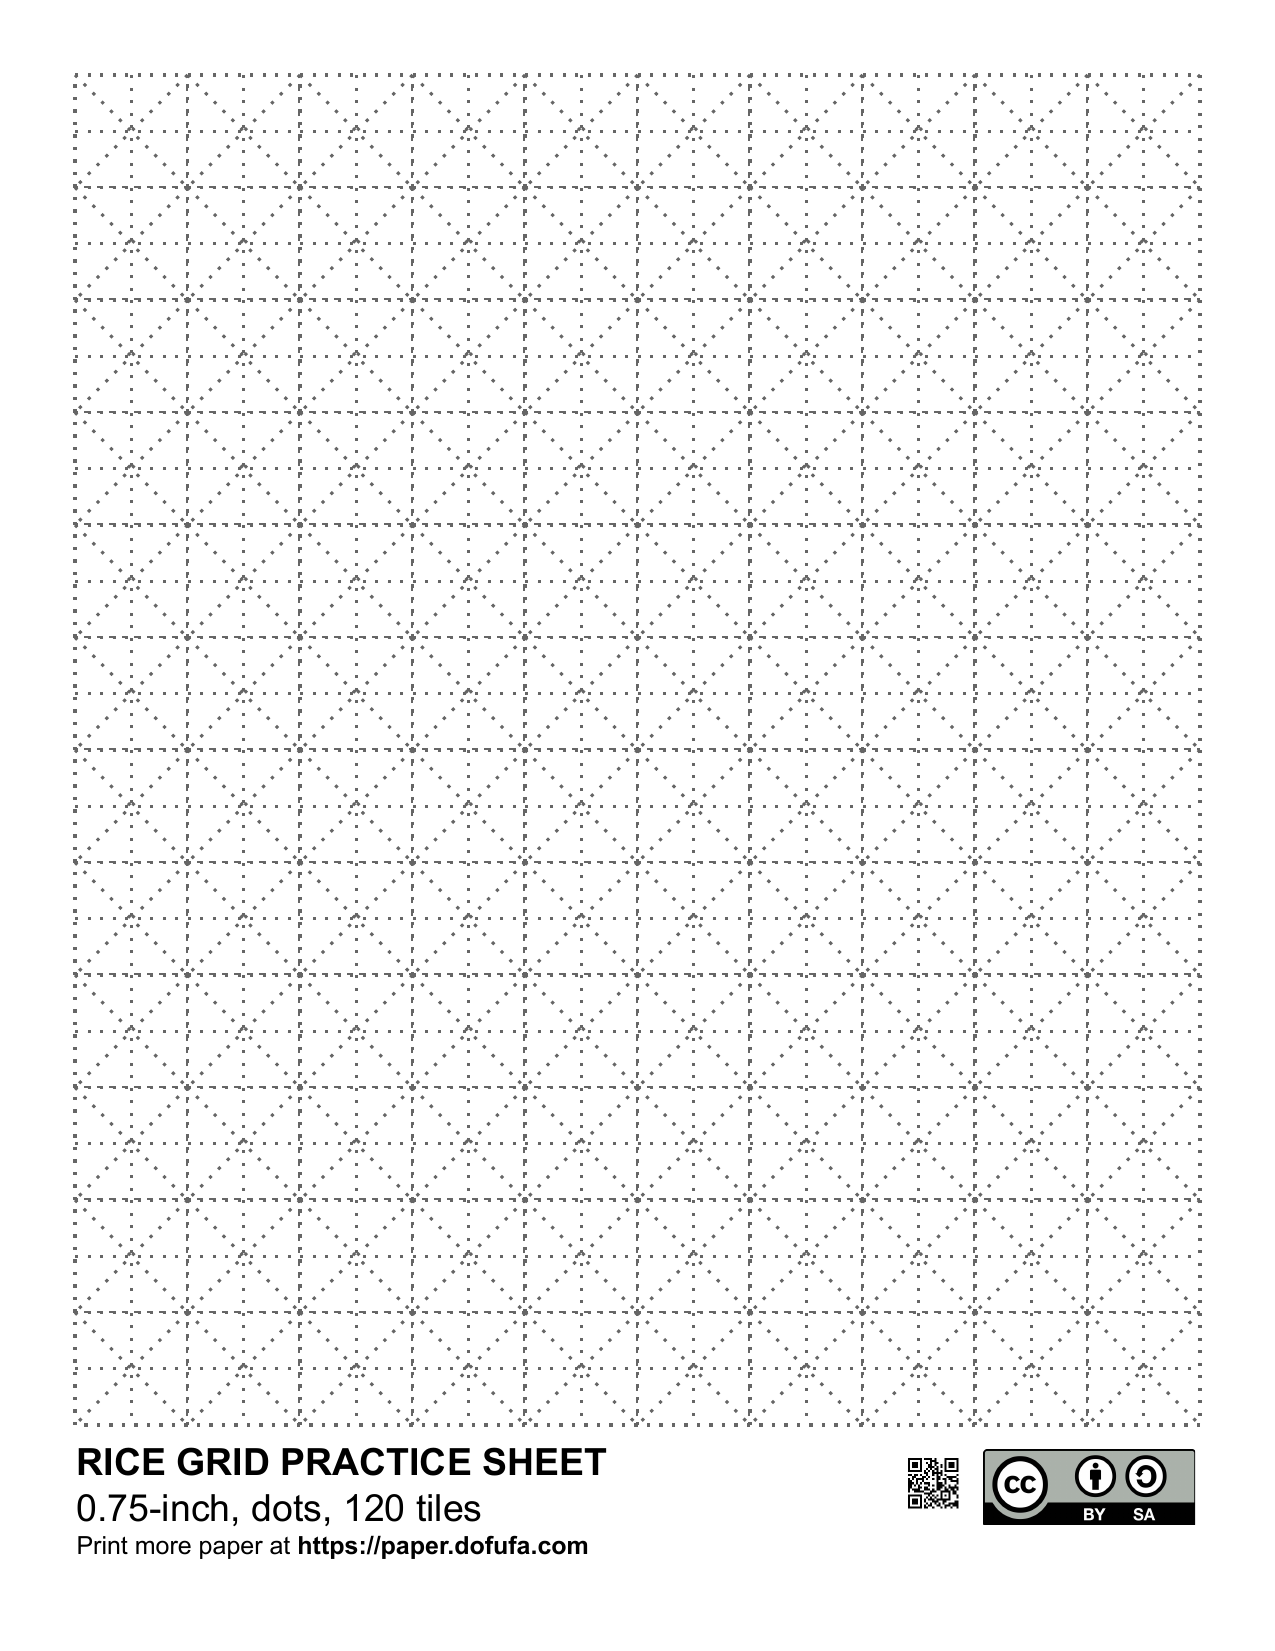 RICE GRID PRACTICE SHEET
0.75-inch, dots, 120 tiles
Print more paper at https://paper.dofufa.com
CC
BY SA